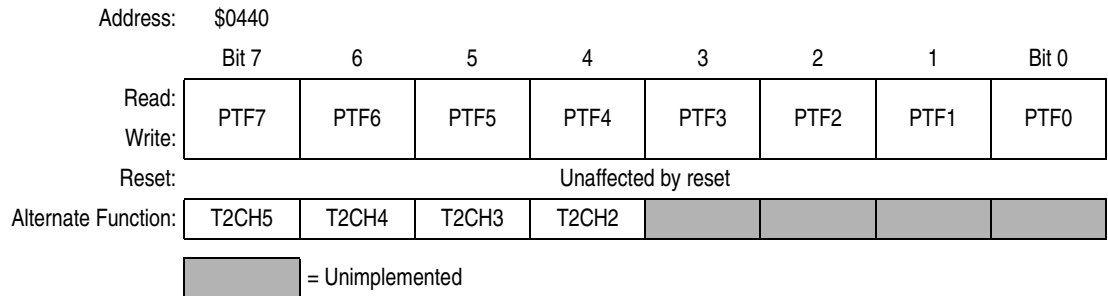 Address: $0440
Bit 7 6 5 4 3 2 1 Bit 0
Read:
PTF7 PTF6 PTF5 PTF4 PTF3 PTF2 PTF1 PTF0
Write:
Reset: Unaffected by reset
Alternate Function: T2CH5 T2CH4 T2CH3 T2CH2
= Unimplemented